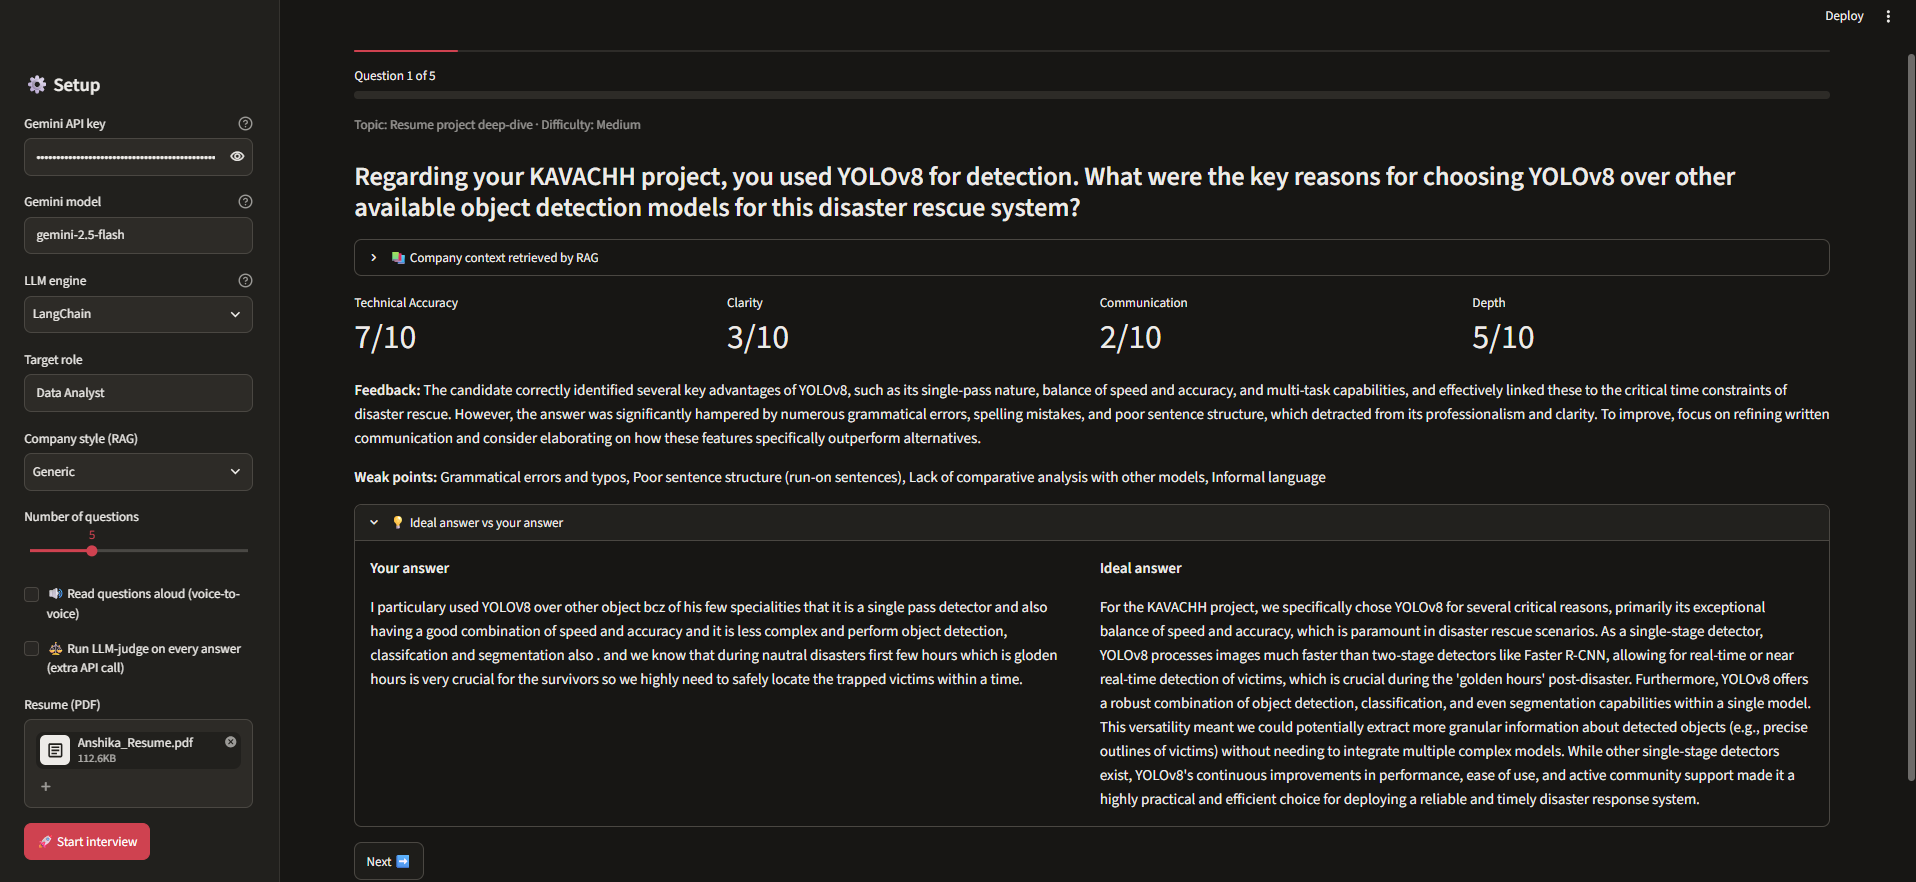 Deploy
Setup
Gemini API key
••••••••••••••••••••••••••••••••••••••••
Gemini model
gemini-2.5-flash
LLM engine
LangChain
Target role
Data Analyst
Company style (RAG)
Generic
Number of questions
5
Read questions aloud (voice-to-
voice)
Run LLM-judge on every answer
(extra API call)
Resume (PDF)
Anshika_Resume.pdf
112.6KB
+
Start interview
Question 1 of 5
Topic: Resume project deep-dive · Difficulty: Medium
Regarding your KAVACHH project, you used YOLOv8 for detection. What were the key reasons for choosing YOLOv8 over other
available object detection models for this disaster rescue system?
Company context retrieved by RAG
Technical Accuracy
7/10
Clarity
3/10
Communication
2/10
Depth
5/10
Feedback: The candidate correctly identified several key advantages of YOLOv8, such as its single-pass nature, balance of speed and accuracy, and multi-task capabilities, and effectively linked these to the critical time constraints of
disaster rescue. However, the answer was significantly hampered by numerous grammatical errors, spelling mistakes, and poor sentence structure, which detracted from its professionalism and clarity. To improve, focus on refining written
communication and consider elaborating on how these features specifically outperform alternatives.
Weak points: Grammatical errors and typos, Poor sentence structure (run-on sentences), Lack of comparative analysis with other models, Informal language
Ideal answer vs your answer
Your answer
I particulary used YOLOV8 over other object bcz of his few specialities that it is a single pass detector and also
having a good combination of speed and accuracy and it is less complex and perform object detection,
classifcation and segmentation also . and we know that during nautral disasters first few hours which is gloden
hours is very crucial for the survivors so we highly need to safely locate the trapped victims within a time.
Ideal answer
For the KAVACHH project, we specifically chose YOLOv8 for several critical reasons, primarily its exceptional
balance of speed and accuracy, which is paramount in disaster rescue scenarios. As a single-stage detector,
YOLOv8 processes images much faster than two-stage detectors like Faster R-CNN, allowing for real-time or near
real-time detection of victims, which is crucial during the 'golden hours' post-disaster. Furthermore, YOLOv8 offers
a robust combination of object detection, classification, and even segmentation capabilities within a single model.
This versatility meant we could potentially extract more granular information about detected objects (e.g., precise
outlines of victims) without needing to integrate multiple complex models. While other single-stage detectors
exist, YOLOv8's continuous improvements in performance, ease of use, and active community support made it a
highly practical and efficient choice for deploying a reliable and timely disaster response system.
Next